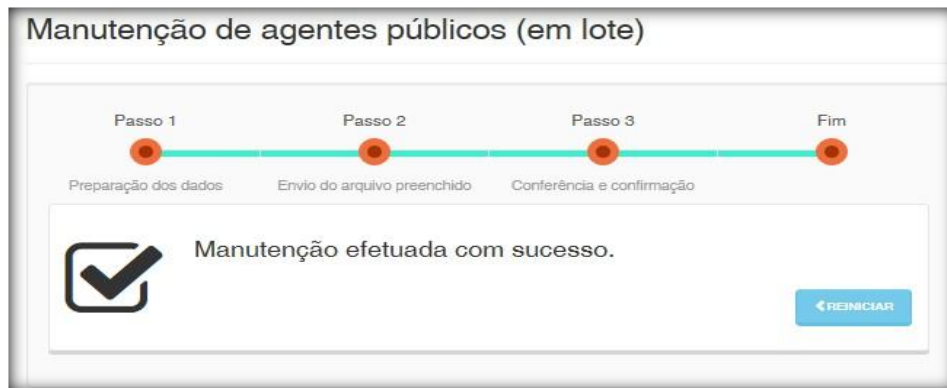 Manutenção de agentes públicos (em lote)
Passo 1 Passo 2 Passo 3 Fim
Preparação dos dados Envio do arquivo preenchido Conferência e confirmação
Manutenção efetuada com sucesso.
REINICIAR